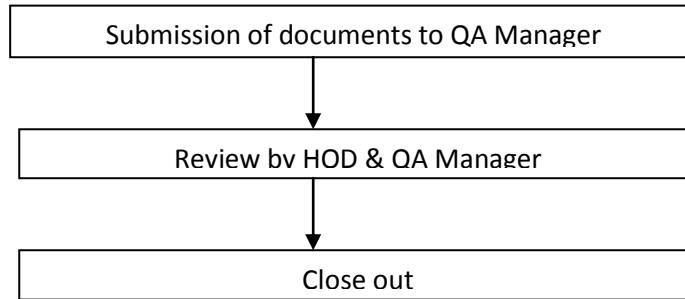 Submission of documents to QA Manager
Review by HOD & QA Manager
Close out